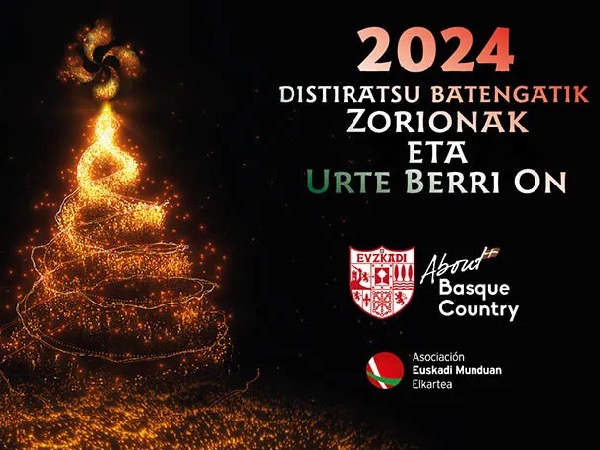 2024
DISTIRATSU BATENGATIK
ZORIONAK
ETA
URTE BERRI ON
EVZKADI
About
Basque
Country
Asociación
Euskadi Munduan
Elkartea